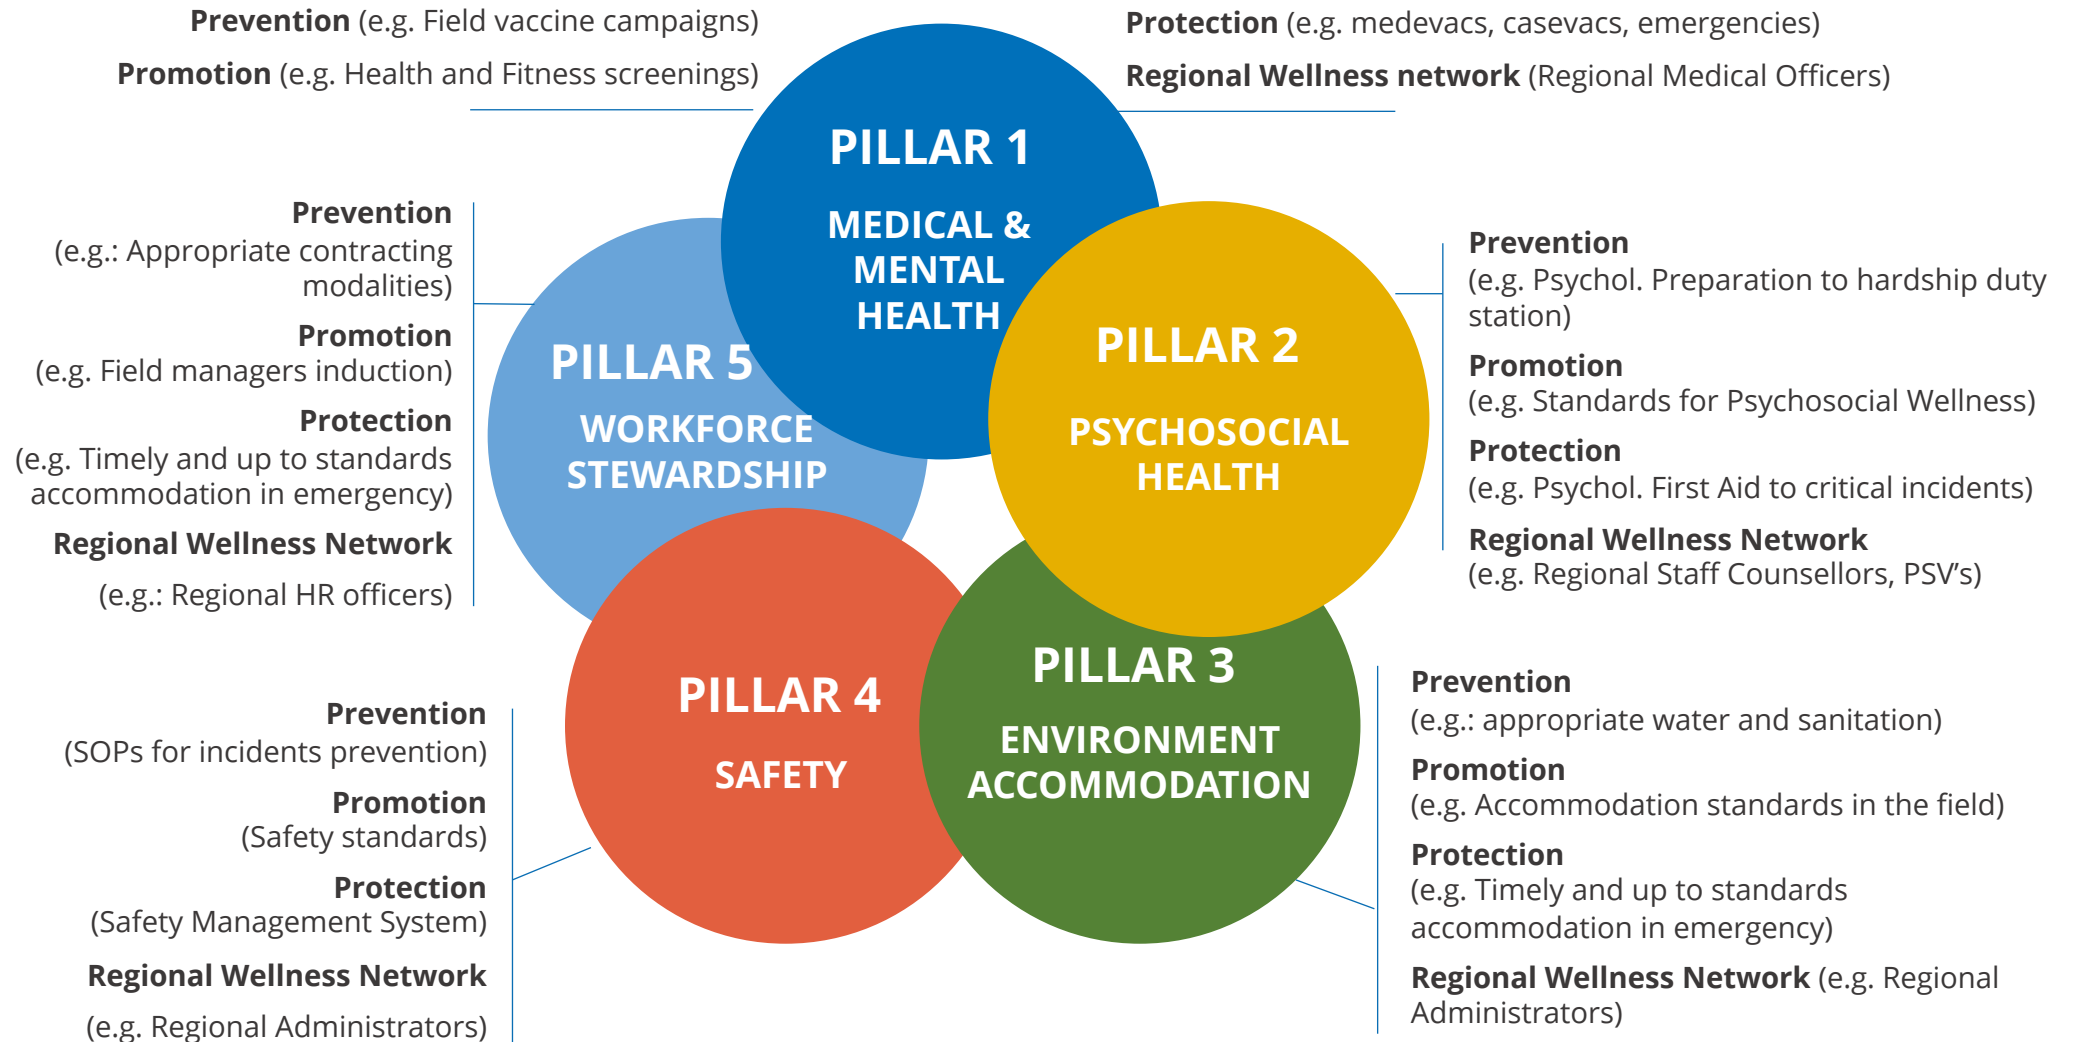 Prevention (e.g. Field vaccine campaigns)
Promotion (e.g. Health and Fitness screenings)
Protection (e.g. medevacs, casevacs, emergencies)
Regional Wellness network (Regional Medical Officers)
PILLAR 1
MEDICAL &
MENTAL
HEALTH
PILLAR 2
PSYCHOSOCIAL
HEALTH
Prevention
(e.g. Psychol. Preparation to hardship duty
station)
Promotion
(e.g. Standards for Psychosocial Wellness)
Protection
(e.g. Psychol. First Aid to critical incidents)
Regional Wellness Network
(e.g. Regional Staff Counsellors, PSV’s)
PILLAR 3
ENVIRONMENT
ACCOMMODATION
Prevention
(e.g.: appropriate water and sanitation)
Promotion
(e.g. Accommodation standards in the field)
Protection
(e.g. Timely and up to standards
accommodation in emergency)
Regional Wellness Network (e.g. Regional
Administrators)
PILLAR 4
SAFETY
Prevention
(SOPs for incidents prevention)
Promotion
(Safety standards)
Protection
(Safety Management System)
Regional Wellness Network
(e.g. Regional Administrators)
PILLAR 5
WORKFORCE
STEWARDSHIP
Prevention
(e.g.: Appropriate contracting
modalities)
Promotion
(e.g. Field managers induction)
Protection
(e.g. Timely and up to standards
accommodation in emergency)
Regional Wellness Network
(e.g.: Regional HR officers)